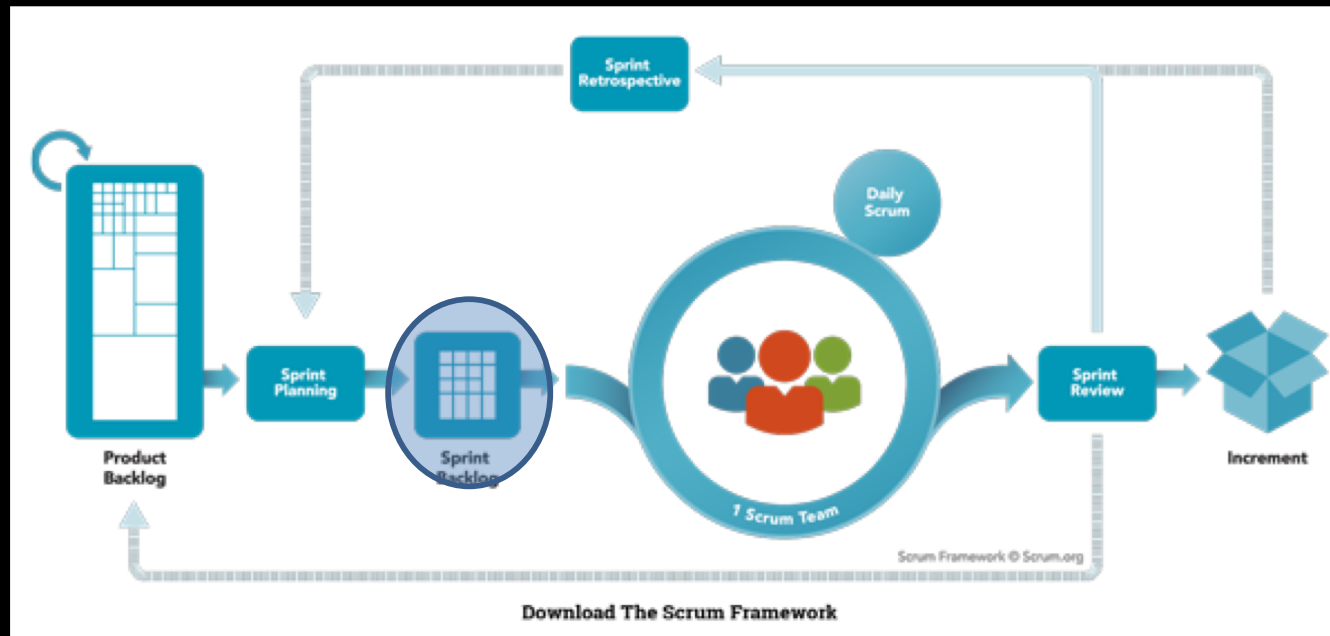 Sprint
Retrospective
Daily
Scrum
Sprint
Planning
Sprint
Review
Product
Backlog
Sprint
Backlog
Increment
1 Scrum Team
Scrum Framework © Scrum.org
Download The Scrum Framework